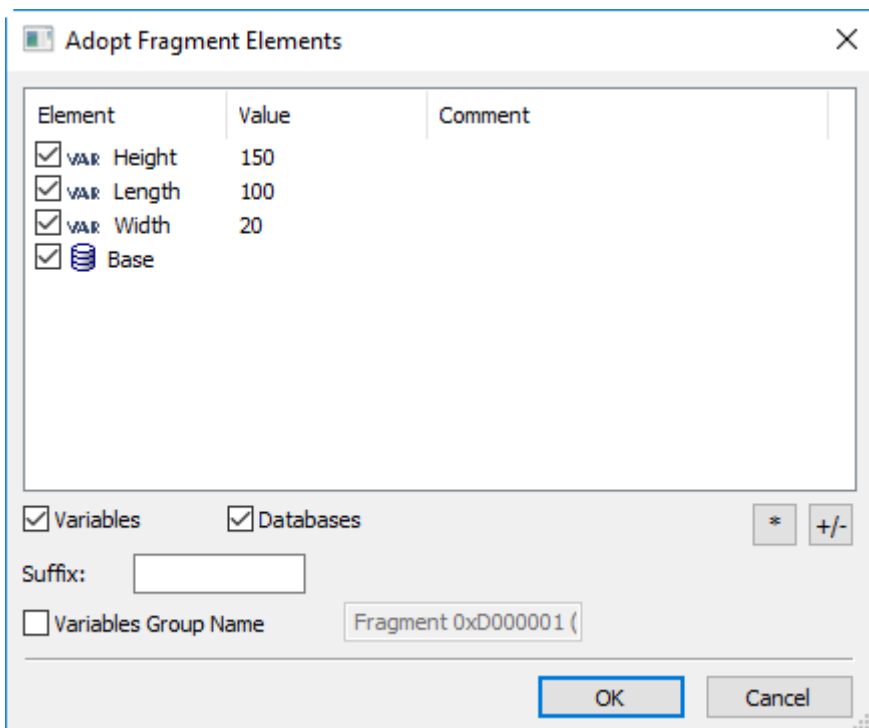 Adopt Fragment Elements
Element Value Comment
VAR Height 150
VAR Length 100
VAR Width 20
Base
Variables Databases * +/-
Suffix:
Variables Group Name Fragment 0xD000001 (
OK Cancel